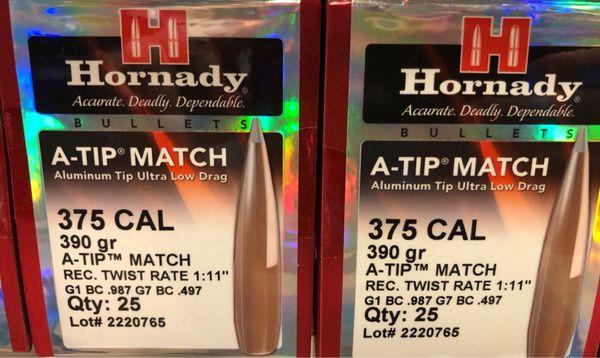 H
Hornady
Accurate. Deadly. Dependable.
BULLETS
A-TIP® MATCH
Aluminum Tip Ultra Low Drag
375 CAL
390 gr
A-TIP™ MATCH
REC. TWIST RATE 1:11"
G1 BC .987 G7 BC .497
Qty: 25
Lot# 2220765
H
Hornady
Accurate. Deadly. Dependable.
BULLETS
A-TIP® MATCH
Aluminum Tip Ultra Low Drag
375 CAL
390 gr
A-TIP™ MATCH
REC. TWIST RATE 1:11"
G1 BC .987 G7 BC .497
Qty: 25
Lot# 2220765